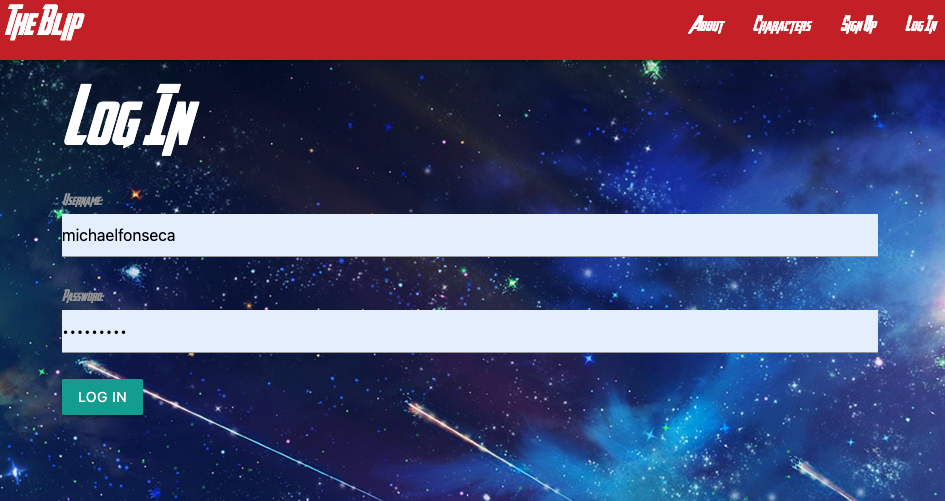 The Blip
About Characters Sign Up Log In
Log In
Username:
michaelfonseca
Password:
•••••••••
LOG IN